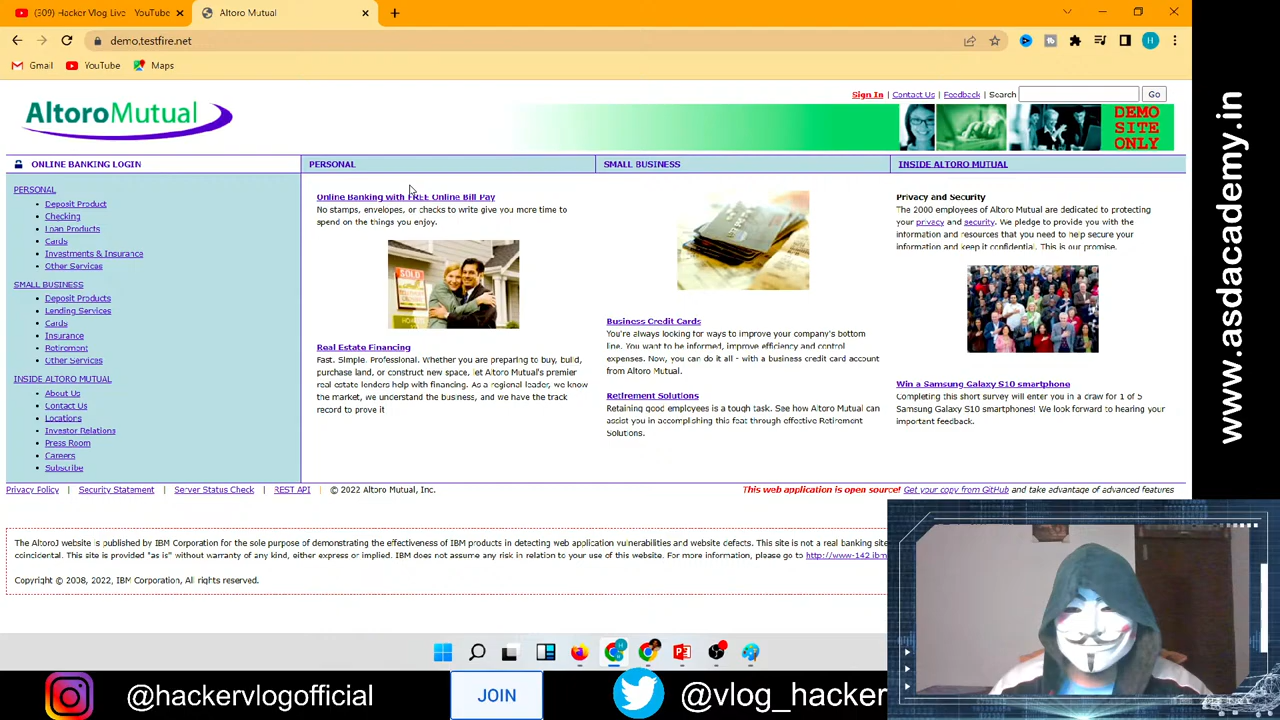 (309) Hacker Vlog Live - YouTube
Altoro Mutual
demo.testfire.net
H
Gmail
YouTube
Maps
AltoroMutual
Sign In | Contact Us | Feedback | Search
Go
DEMO
SITE
ONLY
ONLINE BANKING LOGIN
PERSONAL
SMALL BUSINESS
INSIDE ALTORO MUTUAL
PERSONAL
Deposit Product
Checking
Loan Products
Cards
Investments & Insurance
Other Services
SMALL BUSINESS
Deposit Products
Lending Services
Cards
Insurance
Retirement
Other Services
INSIDE ALTORO MUTUAL
About Us
Contact Us
Locations
Investor Relations
Press Room
Careers
Subscribe
Online Banking with FREE Online Bill Pay
No stamps, envelopes, or checks to write give you more time to
spend on the things you enjoy.
SOLD
Real Estate Financing
Fast. Simple. Professional. Whether you are preparing to buy, build,
purchase land, or construct new space, let Altoro Mutual's premier
real estate lenders help with financing. As a regional leader, we know
the market, we understand the business, and we have the track
record to prove it
Business Credit Cards
You're always looking for ways to improve your company's bottom
line. You want to be informed, improve efficiency and control
expenses. Now, you can do it all - with a business credit card account
from Altoro Mutual.
Retirement Solutions
Retaining good employees is a tough task. See how Altoro Mutual can
assist you in accomplishing this feat through effective Retirement
Solutions.
Privacy and Security
The 2000 employees of Altoro Mutual are dedicated to protecting
your privacy and security. We pledge to provide you with the
information and resources that you need to help secure your
information and keep it confidential. This is our promise.
Win a Samsung Galaxy S10 smartphone
Completing this short survey will enter you in a draw for 1 of 5
Samsung Galaxy S10 smartphones! We look forward to hearing your
important feedback.
Privacy Policy | Security Statement | Server Status Check | REST API | © 2022 Altoro Mutual, Inc.
This web application is open source! Get your copy from GitHub and take advantage of advanced features
The AltoroJ website is published by IBM Corporation for the sole purpose of demonstrating the effectiveness of IBM products in detecting web application vulnerabilities and website defects. This site is not a real banking site
coincidental. This site is provided "as is" without warranty of any kind, either express or implied. IBM does not assume any risk in relation to your use of this website. For more information, please go to http://www-142.ibm
Copyright © 2008, 2022, IBM Corporation, All rights reserved.
www.asdacademy.in
@hackervlogofficial
JOIN
@vlog_hacker